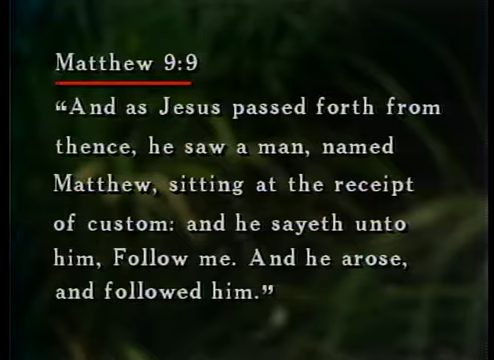 Matthew 9:9
“And as Jesus passed forth from
thence, he saw a man, named
Matthew, sitting at the receipt
of custom: and he sayeth unto
him, Follow me. And he arose,
and followed him.”